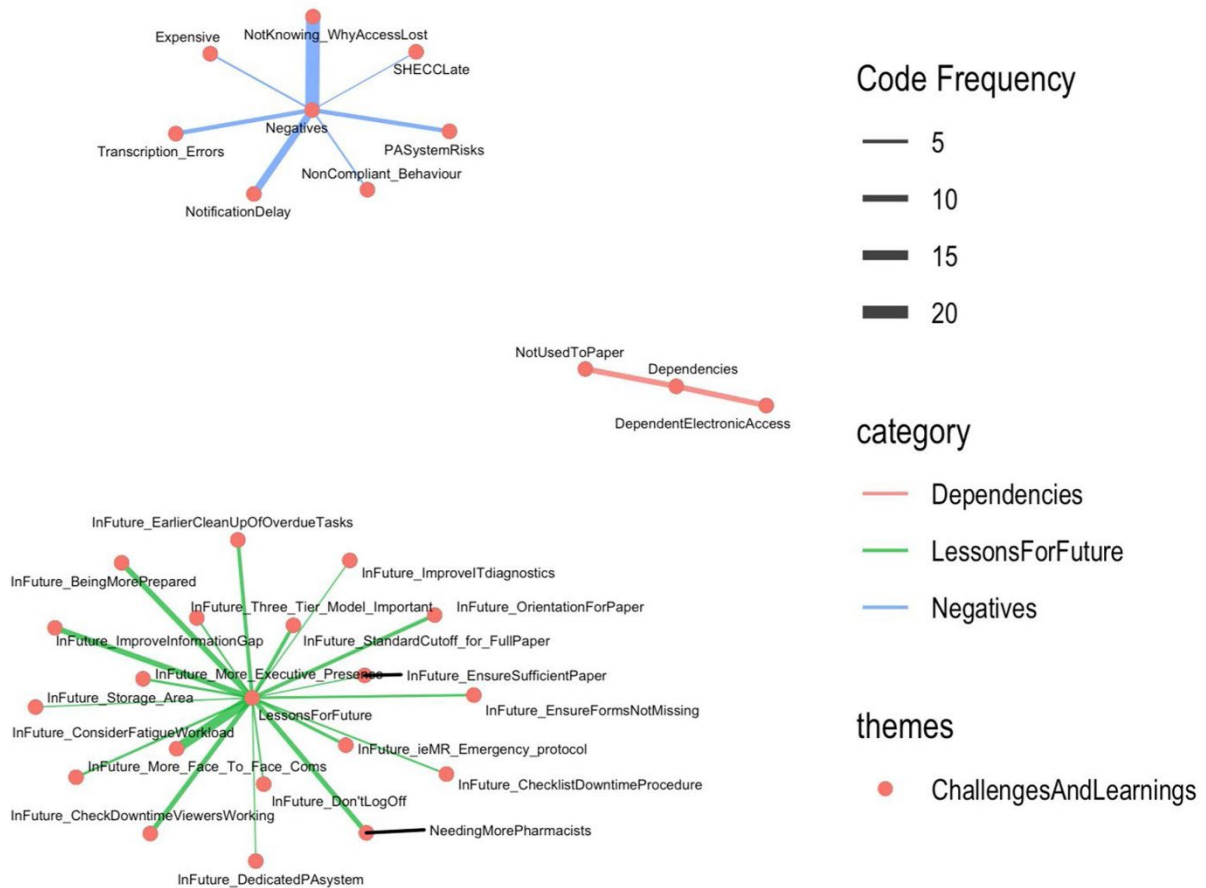 NotKnowing_WhyAccessLost
Expensive
SHECCLate
Negatives
Transcription_Errors
PASystemRisks
NonCompliant_Behaviour
NotificationDelay
NotUsedToPaper
Dependencies
DependentElectronicAccess
InFuture_EarlierCleanUpOfOverdueTasks
InFuture_ImproveITdiagnostics
InFuture_BeingMorePrepared
InFuture_Three_Tier_Model_Important
InFuture_OrientationForPaper
InFuture_ImproveInformationGap
InFuture_StandardCutoff_for_FullPaper
InFuture_More_Executive_Presense
InFuture_EnsureSufficientPaper
InFuture_Storage_Area
InFuture_EnsureFormsNotMissing
LessonsForFuture
InFuture_ConsiderFatigueWorkload
InFuture_ieMR_Emergency_protocol
InFuture_More_Face_To_Face_Coms
InFuture_ChecklistDowntimeProcedure
InFuture_Don'tLogOff
InFuture_CheckDowntimeViewersWorking
NeedingMorePharmacists
InFuture_DedicatedPAsystem
Code Frequency
5
10
15
20
category
Dependencies
LessonsForFuture
Negatives
themes
ChallengesAndLearnings